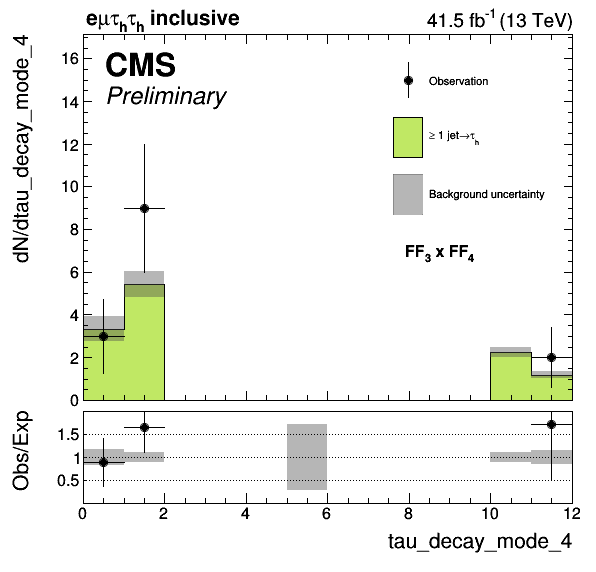 eμτhτh inclusive
41.5 fb-1 (13 TeV)
CMS
Preliminary
Observation
≥ 1 jet→τh
Background uncertainty
FF3 x FF4
dN/dtau_decay_mode_4
16
14
12
10
8
6
4
2
0
Obs/Exp
1.5
1
0.5
0 2 4 6 8 10 12
tau_decay_mode_4